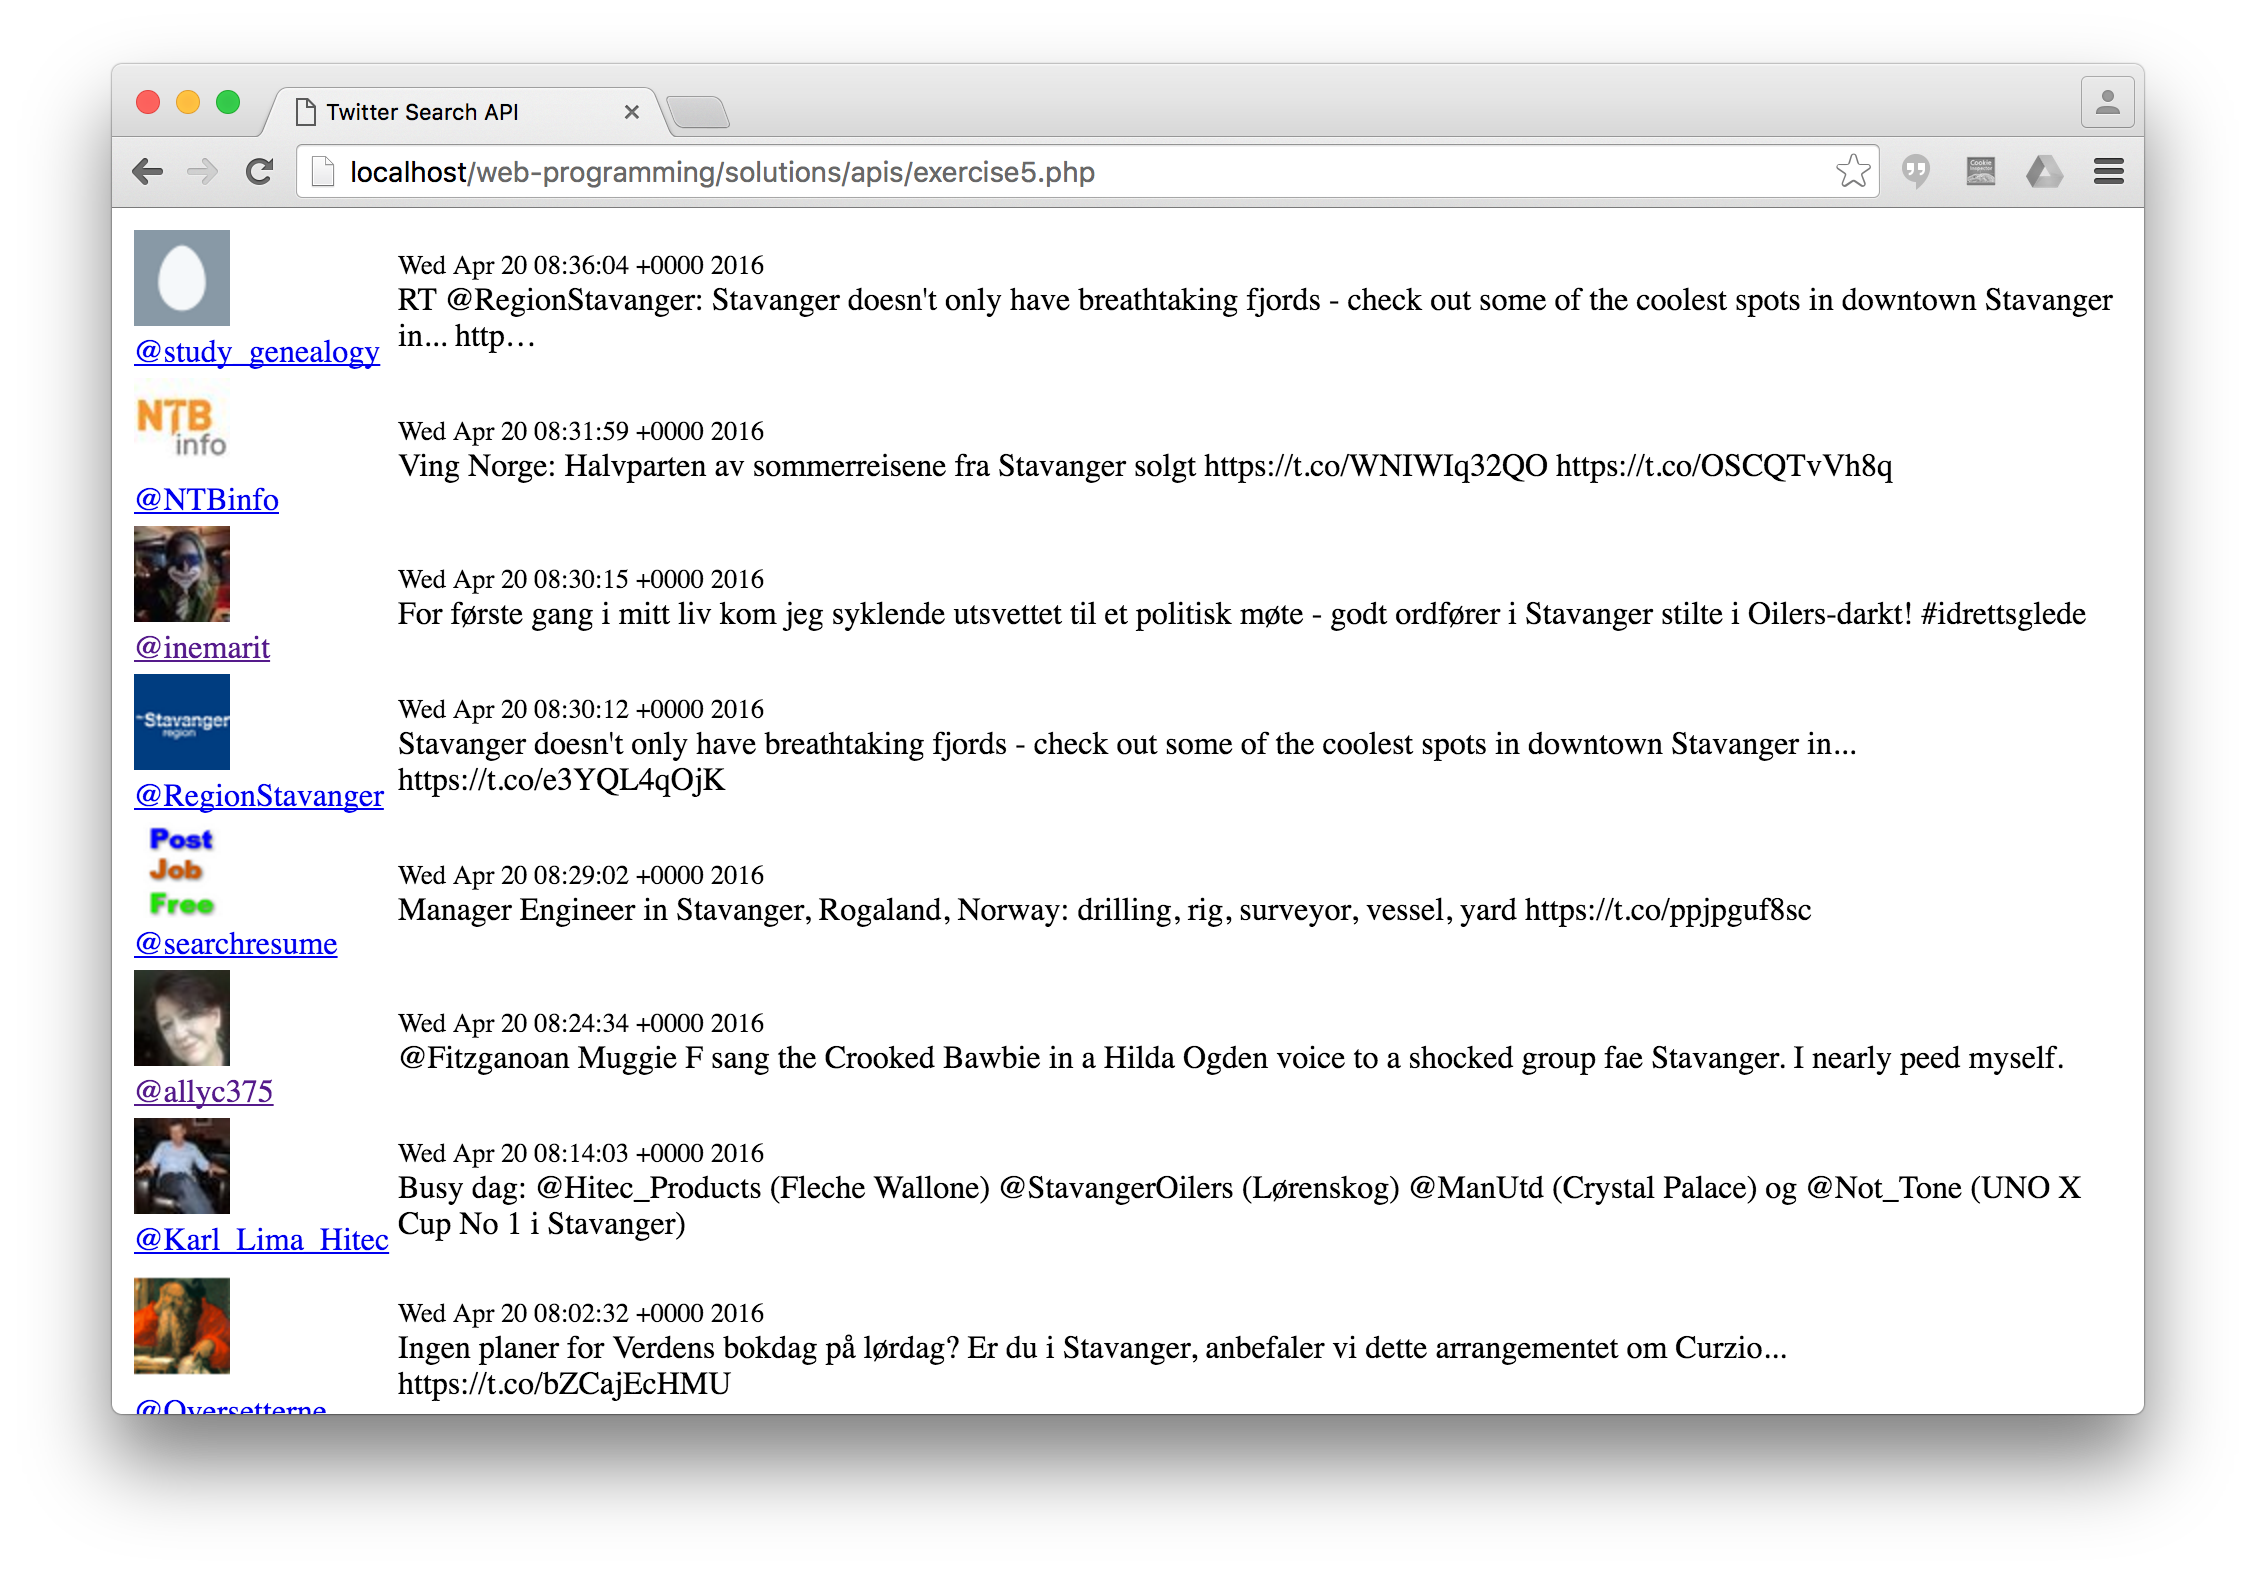 Twitter Search API
localhost/web-programming/solutions/apis/exercise5.php
Wed Apr 20 08:36:04 +0000 2016
RT @RegionStavanger: Stavanger doesn't only have breathtaking fjords - check out some of the coolest spots in downtown Stavanger
in... http…
@study_genealogy
NTB
info
Wed Apr 20 08:31:59 +0000 2016
Ving Norge: Halvparten av sommerreisene fra Stavanger solgt https://t.co/WNIWIq32QO https://t.co/OSCQTvVh8q
@NTBinfo
Wed Apr 20 08:30:15 +0000 2016
For første gang i mitt liv kom jeg syklende utsvettet til et politisk møte - godt ordfører i Stavanger stilte i Oilers-darkt! #idrettsglede
@inemarit
~Stavanger
region
Wed Apr 20 08:30:12 +0000 2016
Stavanger doesn't only have breathtaking fjords - check out some of the coolest spots in downtown Stavanger in...
https://t.co/e3YQL4qOjK
@RegionStavanger
Post
Job
Free
Wed Apr 20 08:29:02 +0000 2016
Manager Engineer in Stavanger, Rogaland, Norway: drilling, rig, surveyor, vessel, yard https://t.co/ppjpguf8sc
@searchresume
Wed Apr 20 08:24:34 +0000 2016
@Fitzganoan Muggie F sang the Crooked Bawbie in a Hilda Ogden voice to a shocked group fae Stavanger. I nearly peed myself.
@allyc375
Wed Apr 20 08:14:03 +0000 2016
Busy dag: @Hitec_Products (Fleche Wallone) @StavangerOilers (Lørenskog) @ManUtd (Crystal Palace) og @Not_Tone (UNO X
Cup No 1 i Stavanger)
@Karl_Lima_Hitec
Wed Apr 20 08:02:32 +0000 2016
Ingen planer for Verdens bokdag på lørdag? Er du i Stavanger, anbefaler vi dette arrangementet om Curzio...
https://t.co/bZCajEcHMU
@Oversetterne